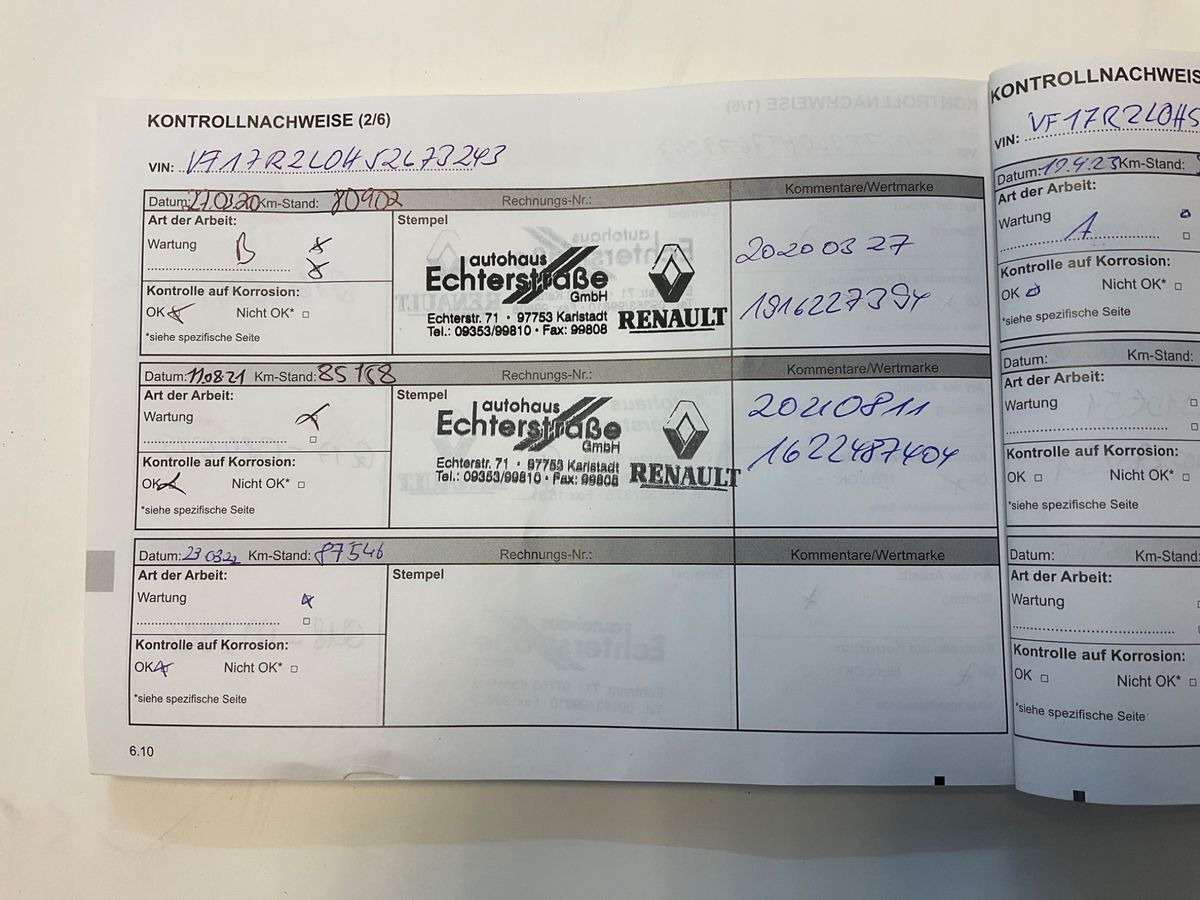 KONTROLLNACHWEISE (2/6)
VIN: VF17R2L0H52673243
Datum: 27.03.20 Km-Stand: 80902 Rechnungs-Nr.: Kommentare/Wertmarke
Art der Arbeit: Stempel
Wartung B
autohaus
Echterstraße
GmbH
Echterstr. 71 · 97753 Karlstadt
Tel.: 09353/99810 · Fax: 99808
RENAULT
20200327
1916227394
Kontrolle auf Korrosion:
OK Nicht OK*
*siehe spezifische Seite
Datum: 110821 Km-Stand: 85168 Rechnungs-Nr.: Kommentare/Wertmarke
Art der Arbeit: Stempel
Wartung
autohaus
Echterstraße
GmbH
Echterstr. 71 · 97753 Karlstadt
Tel.: 09353/99810 · Fax: 99808
RENAULT
20210811
1622487404
Kontrolle auf Korrosion:
OK Nicht OK*
*siehe spezifische Seite
Datum: 23 03 22 Km-Stand: 87546 Rechnungs-Nr.: Kommentare/Wertmarke
Art der Arbeit: Stempel
Wartung
Kontrolle auf Korrosion:
OK Nicht OK*
*siehe spezifische Seite
6.10
KONTROLLNACHWEIS
VIN: VF17R2L0H5
Datum: 19.4.23 Km-Stand:
Art der Arbeit:
Wartung A
Kontrolle auf Korrosion:
OK Nicht OK*
*siehe spezifische Seite
Datum: Km-Stand:
Art der Arbeit:
Wartung
Kontrolle auf Korrosion:
OK Nicht OK*
*siehe spezifische Seite
Datum: Km-Stand:
Art der Arbeit:
Wartung
Kontrolle auf Korrosion:
OK Nicht OK*
*siehe spezifische Seite